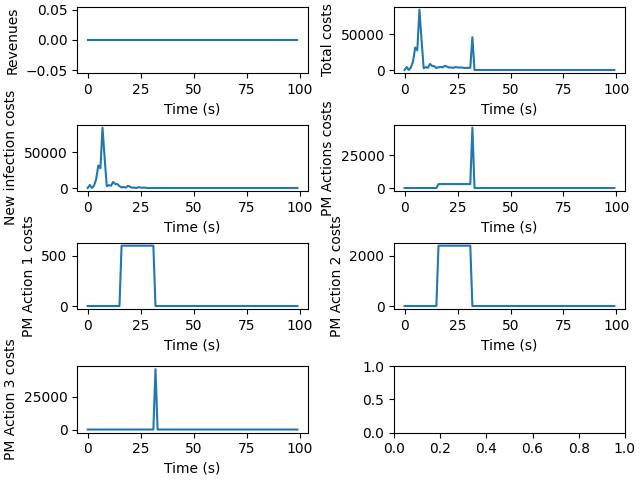 Revenues
0.05
0.00
−0.05
0 25 50 75 100
Time (s)
Total costs
50000
0
0 25 50 75 100
Time (s)
New infection costs
50000
0
0 25 50 75 100
Time (s)
PM Actions costs
25000
0
0 25 50 75 100
Time (s)
PM Action 1 costs
500
0
0 25 50 75 100
Time (s)
PM Action 2 costs
2000
0
0 25 50 75 100
Time (s)
PM Action 3 costs
25000
0
0 25 50 75 100
Time (s)
1.0
0.5
0.0
0.0 0.2 0.4 0.6 0.8 1.0